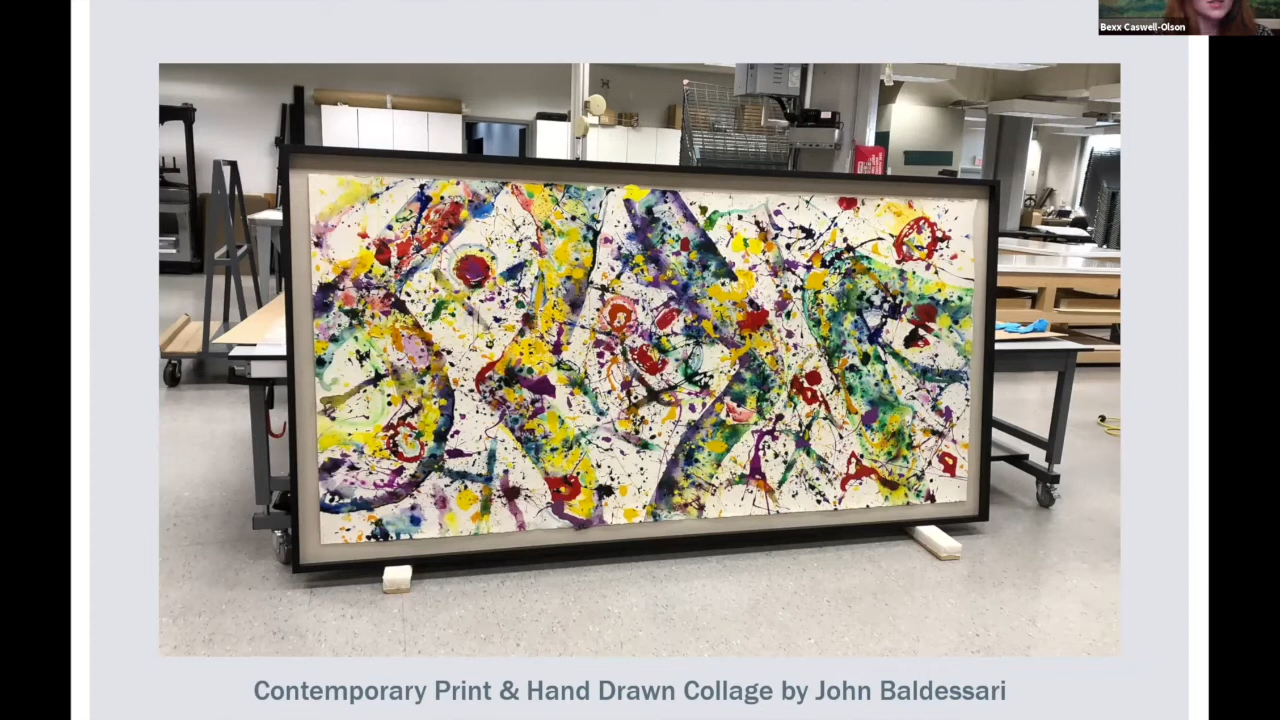 Bexx Caswell-Olson
Contemporary Print & Hand Drawn Collage by John Baldessari